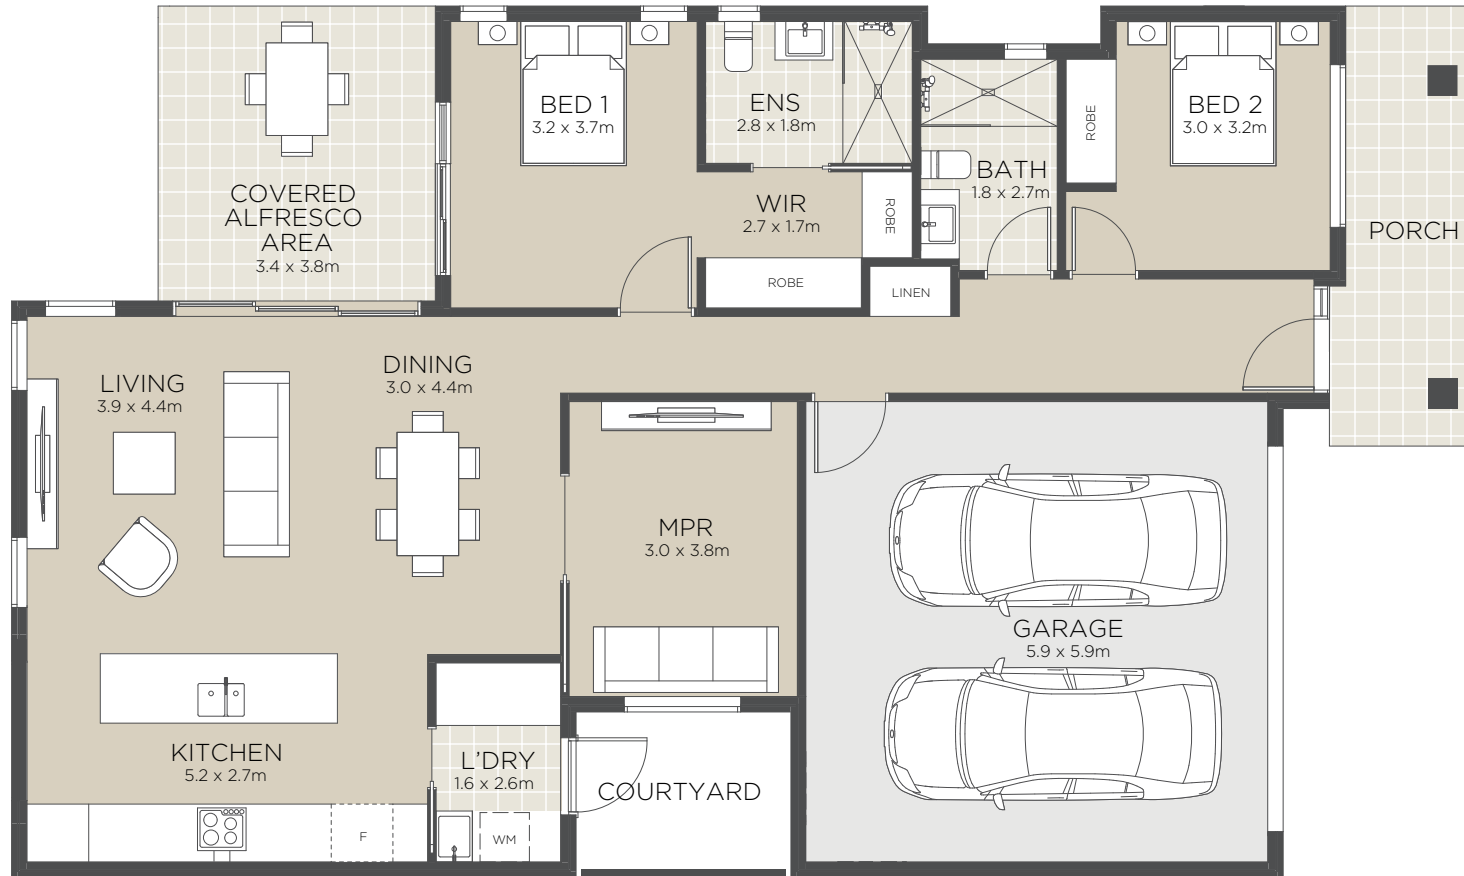 BED 1
3.2 x 3.7m
ENS
2.8 x 1.8m
BED 2
3.0 x 3.2m
ROBE
BATH
1.8 x 2.7m
COVERED
ALFRESCO
AREA
3.4 x 3.8m
WIR
2.7 x 1.7m
ROBE
PORCH
ROBE
LINEN
LIVING
3.9 x 4.4m
DINING
3.0 x 4.4m
MPR
3.0 x 3.8m
GARAGE
5.9 x 5.9m
KITCHEN
5.2 x 2.7m
L'DRY
1.6 x 2.6m
COURTYARD
F
WM